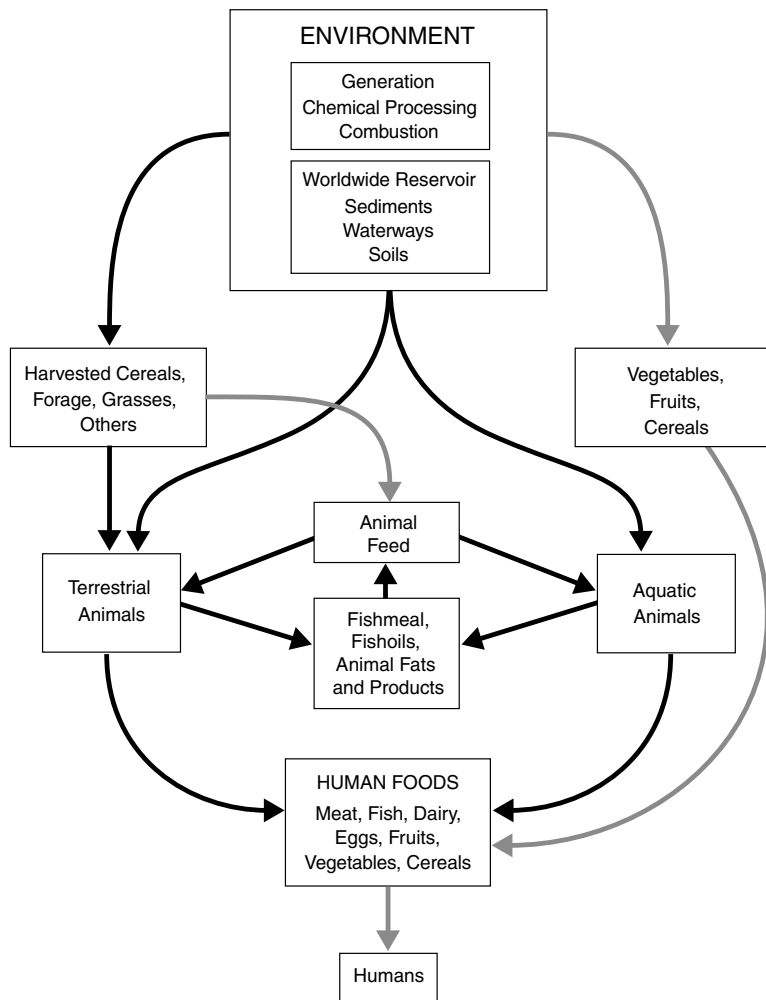 ENVIRONMENT
Generation
Chemical Processing
Combustion
Worldwide Reservoir
Sediments
Waterways
Soils
Harvested Cereals,
Forage, Grasses,
Others
Vegetables,
Fruits,
Cereals
Animal
Feed
Terrestrial
Animals
Fishmeal,
Fishoils,
Animal Fats
and Products
Aquatic
Animals
HUMAN FOODS
Meat, Fish, Dairy,
Eggs, Fruits,
Vegetables, Cereals
Humans